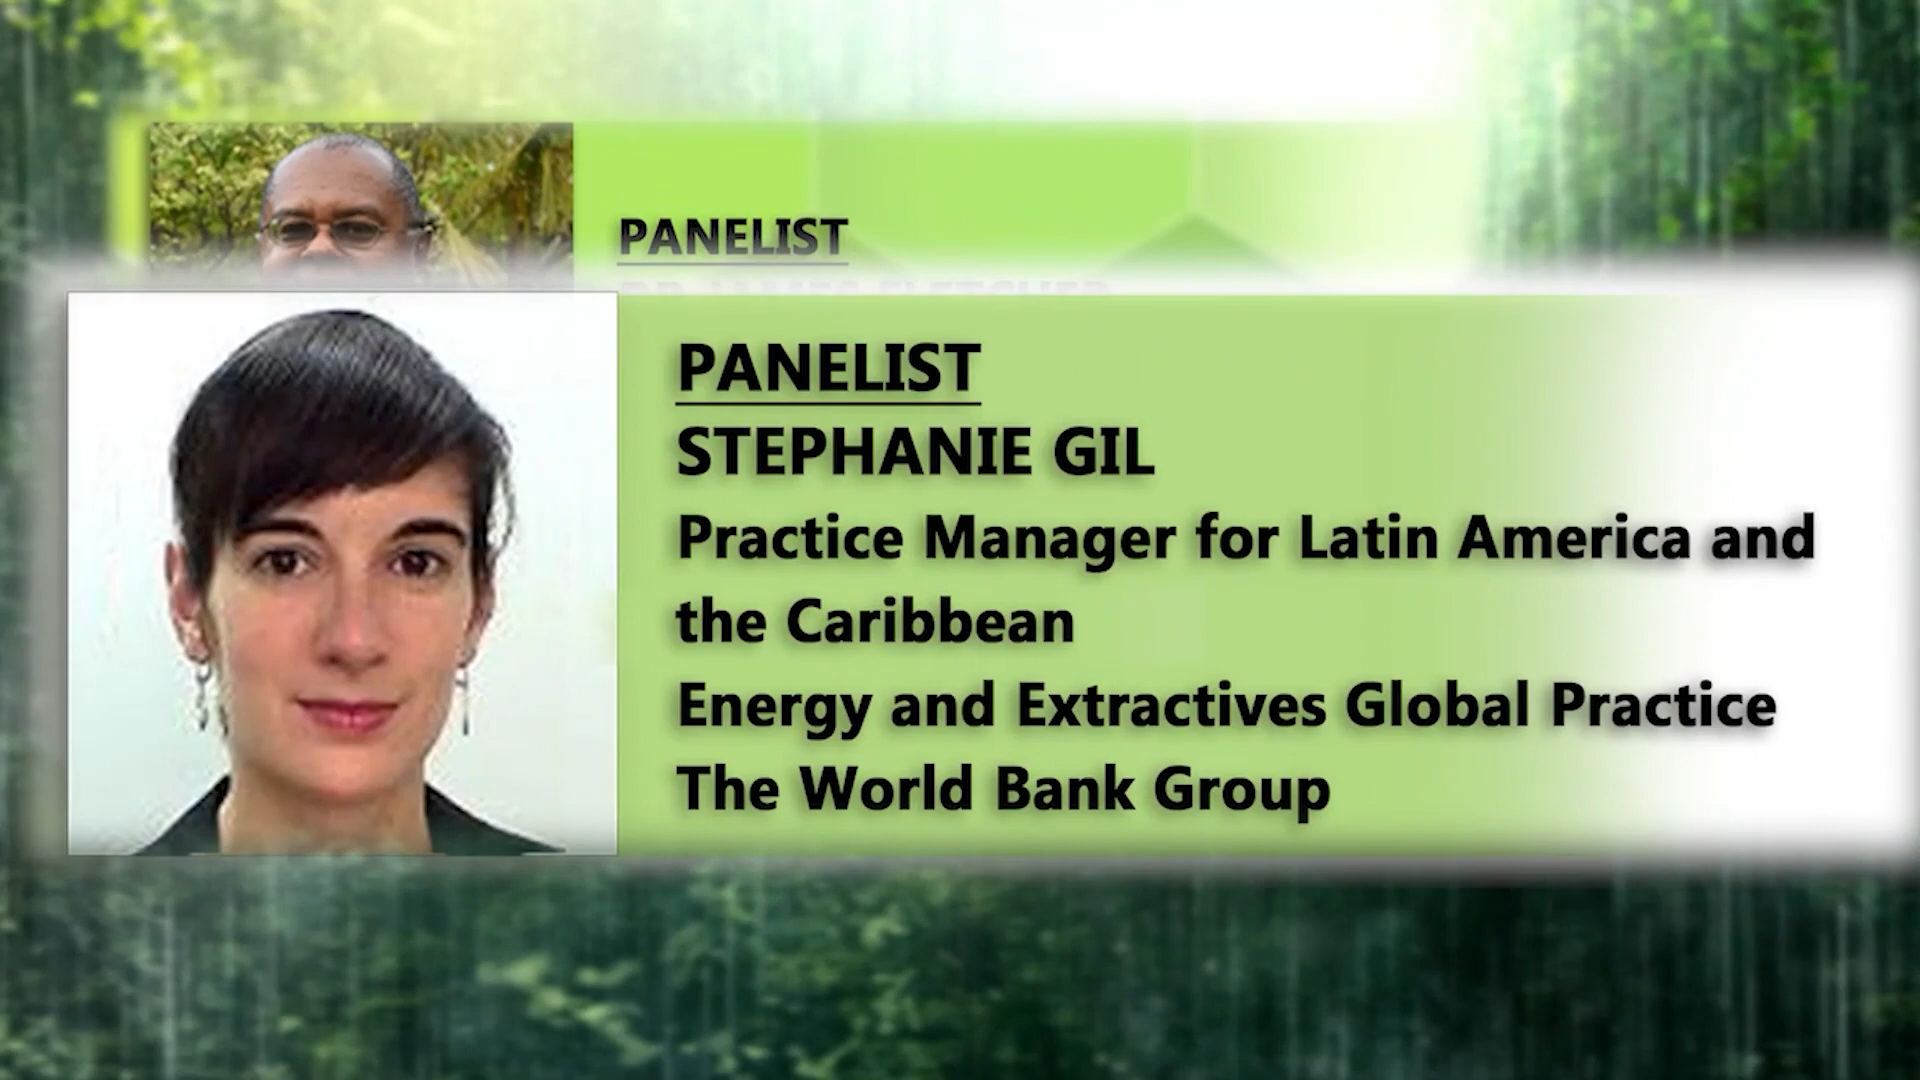 PANELIST
PANELIST
STEPHANIE GIL
Practice Manager for Latin America and
the Caribbean
Energy and Extractives Global Practice
The World Bank Group